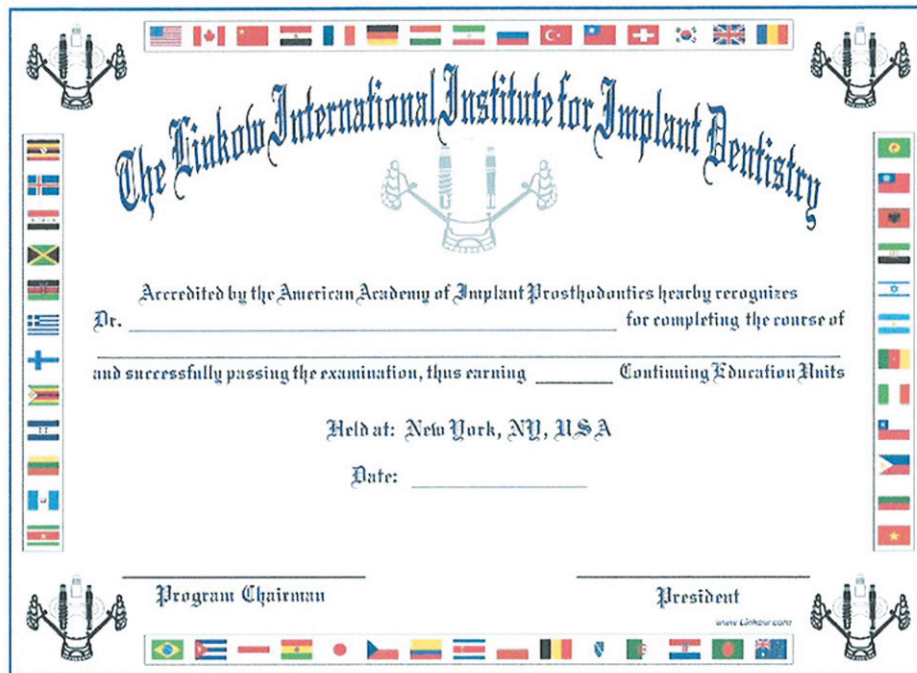 The Linkow International Institute for Implant Dentistry
Accredited by the American Academy of Implant Prosthodontics hearby recognizes
Dr. for completing the course of
and successfully passing the examination, thus earning Continuing Education Units
Held at: New York, NY, USA
Date:
Program Chairman President
www.Linkow.com